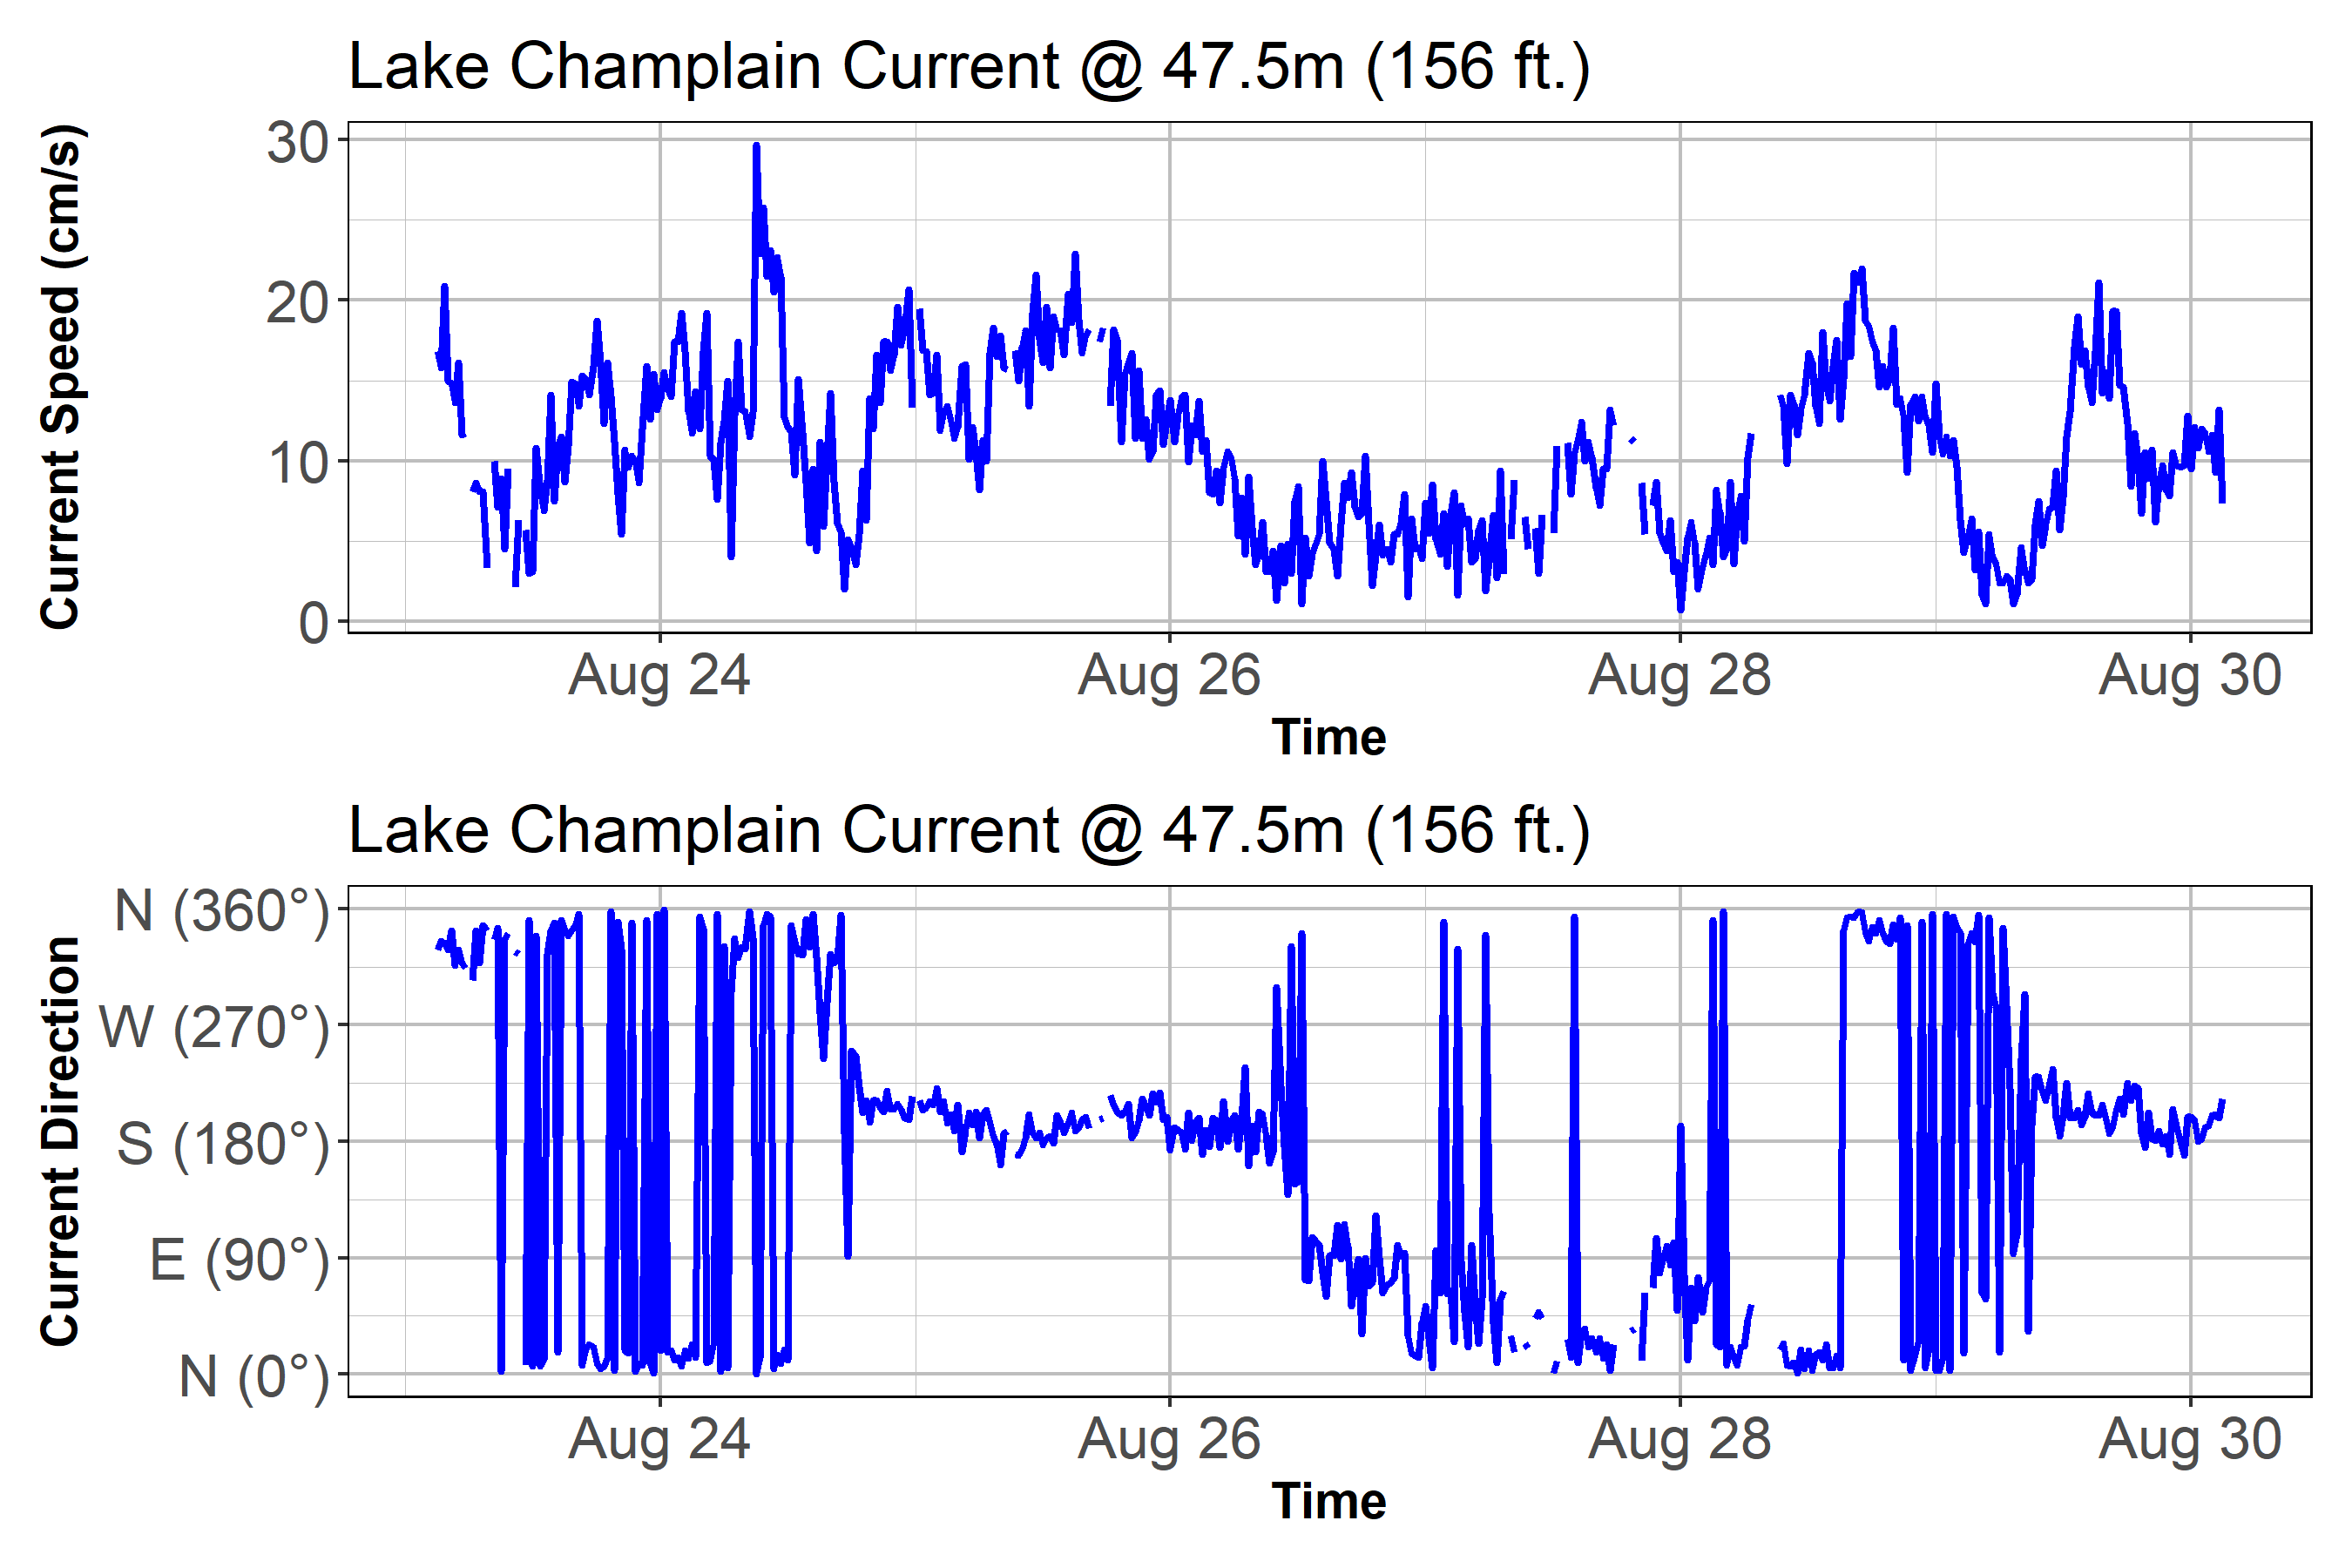 Lake Champlain Current @ 47.5m (156 ft.)
Current Speed (cm/s)
30
20
10
0
Aug 24
Aug 26
Aug 28
Aug 30
Time
Lake Champlain Current @ 47.5m (156 ft.)
Current Direction
N (360°)
W (270°)
S (180°)
E (90°)
N (0°)
Aug 24
Aug 26
Aug 28
Aug 30
Time